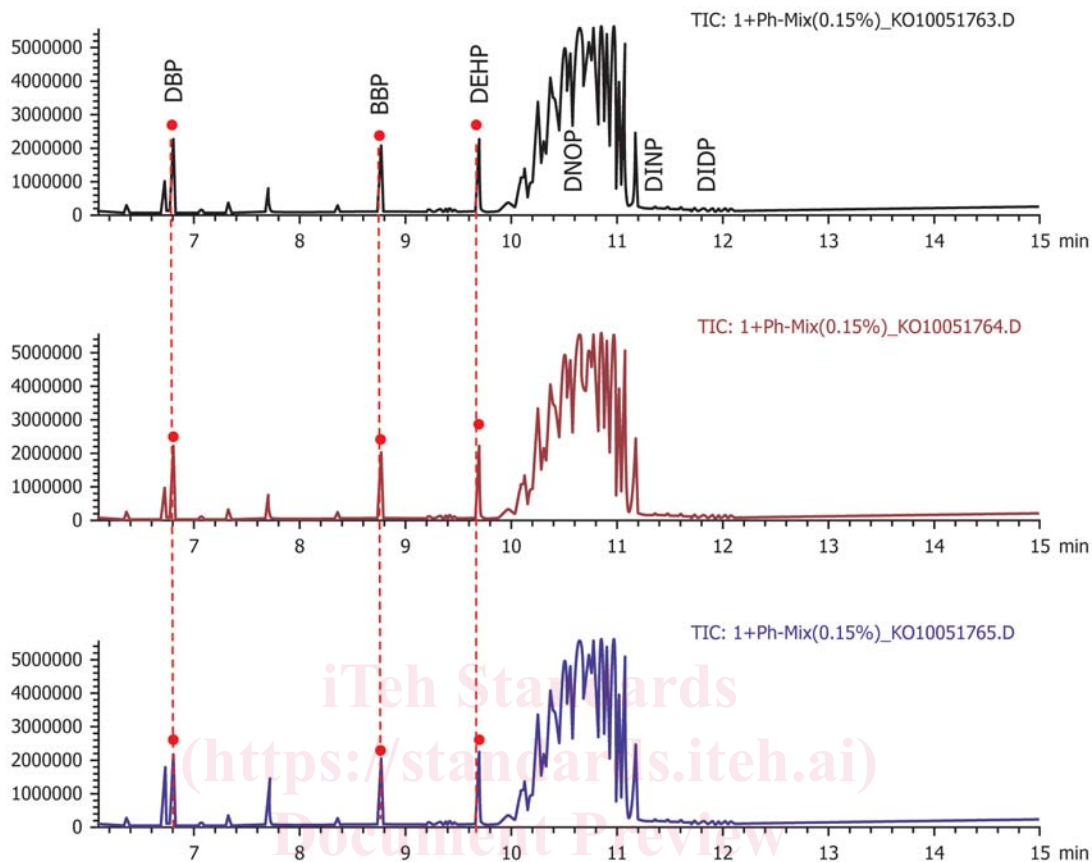 TIC: 1+Ph-Mix(0.15%)_KO10051763.D
5000000
4000000
3000000
2000000
1000000
0
DBP
BBP
DEHP
DNOP
DINP
DIDP
7 8 9 10 11 12 13 14 15 min
TIC: 1+Ph-Mix(0.15%)_KO10051764.D
5000000
4000000
3000000
2000000
1000000
0
7 8 9 10 11 12 13 14 15 min
TIC: 1+Ph-Mix(0.15%)_KO10051765.D
5000000
4000000
3000000
2000000
1000000
0
7 8 9 10 11 12 13 14 15 min
iTeh Standards
(https://standards.iteh.ai)
Document Preview